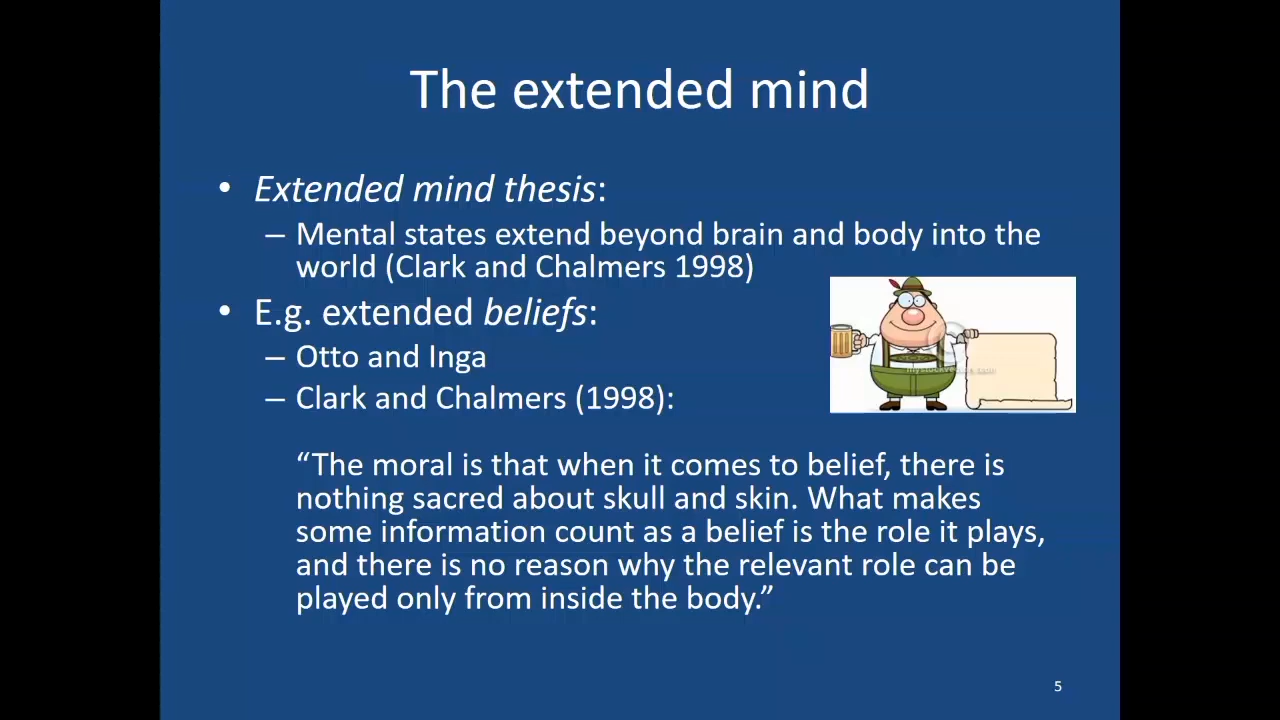 The extended mind
• Extended mind thesis:
– Mental states extend beyond brain and body into the
world (Clark and Chalmers 1998)
• E.g. extended beliefs:
– Otto and Inga
– Clark and Chalmers (1998):
“The moral is that when it comes to belief, there is
nothing sacred about skull and skin. What makes
some information count as a belief is the role it plays,
and there is no reason why the relevant role can be
played only from inside the body.”
5